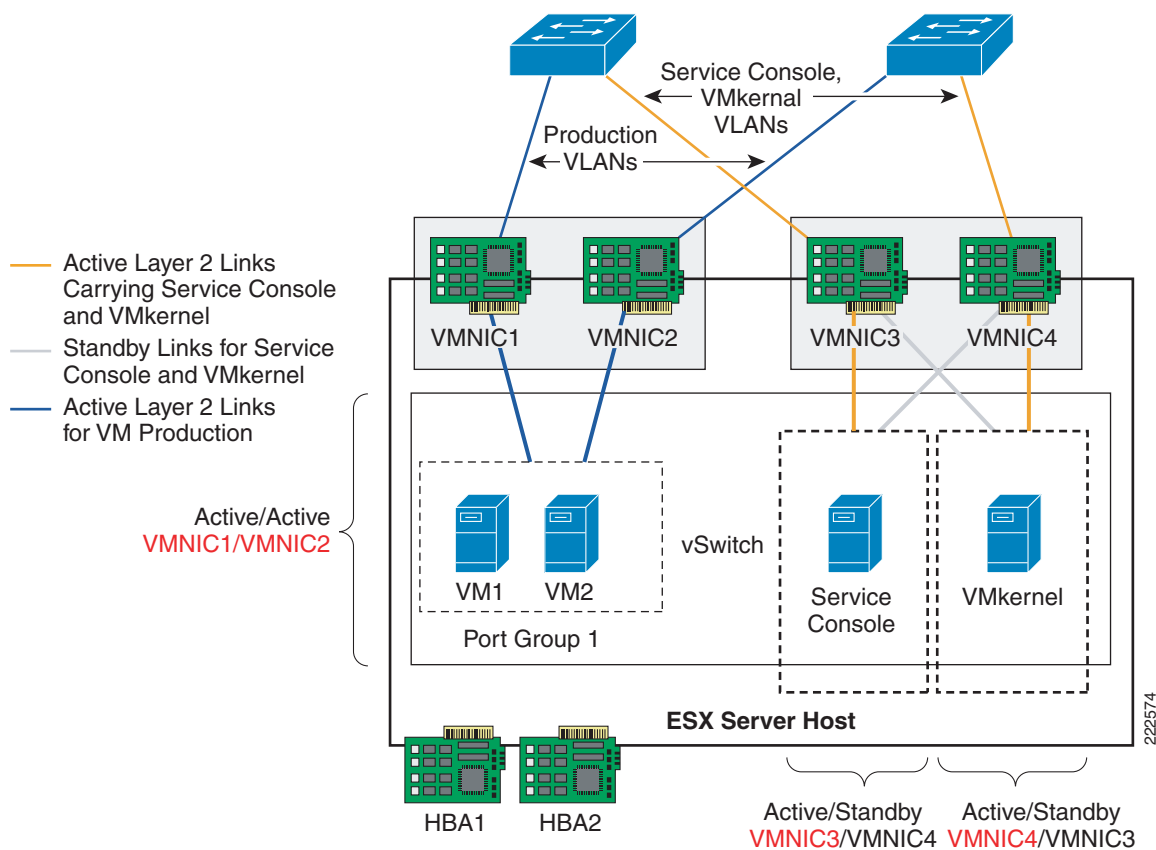 Service Console,
VMkernal
VLANs
Production
VLANs
Active Layer 2 Links
Carrying Service Console
and VMkernel
Standby Links for Service
Console and VMkernel
Active Layer 2 Links
for VM Production
VMNIC1
VMNIC2
VMNIC3
VMNIC4
Active/Active
VMNIC1/VMNIC2
VM1
VM2
Port Group 1
vSwitch
Service
Console
VMkernel
ESX Server Host
222574
HBA1
HBA2
Active/Standby
VMNIC3/VMNIC4
Active/Standby
VMNIC4/VMNIC3